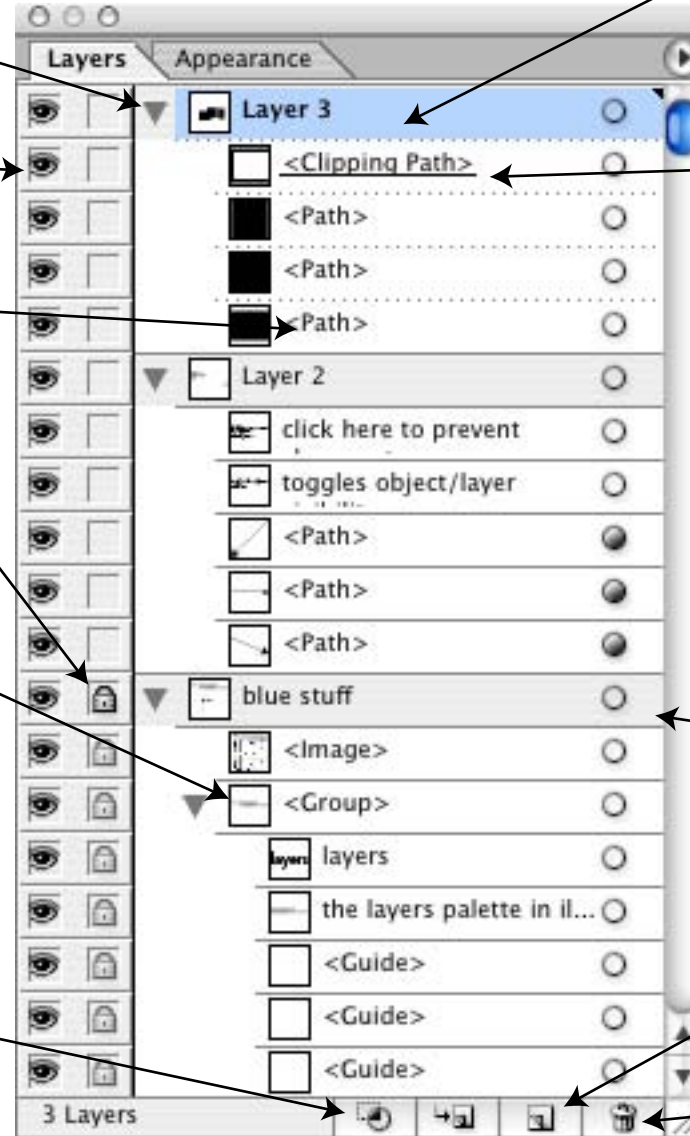 Layers Appearance
Layer 3
<Clipping Path>
<Path>
<Path>
<Path>
Layer 2
click here to prevent
toggles object/layer
<Path>
<Path>
<Path>
blue stuff
<Image>
<Group>
layers layers
the layers palette in il...
<Guide>
<Guide>
<Guide>
3 Layers